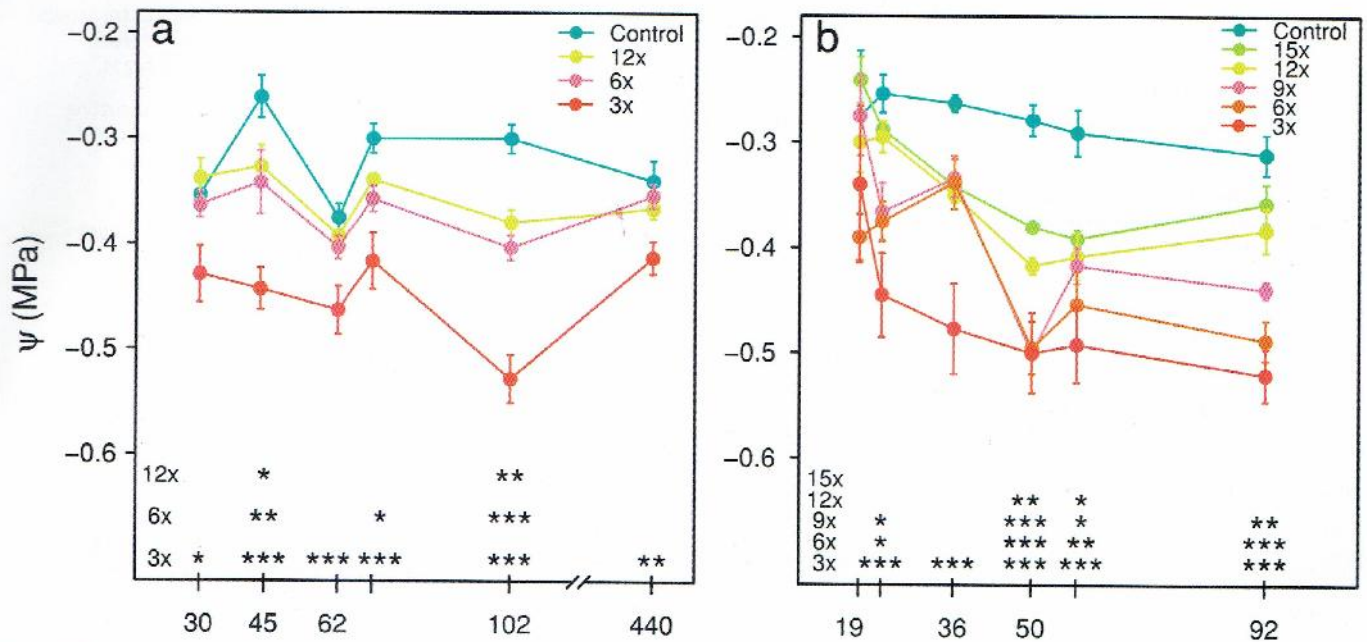 a
Control
12x
6x
3x
−0.2
−0.3
−0.4
−0.5
−0.6
Ψ (MPa)
12x * **
6x ** * ***
3x * *** *** *** *** **
30 45 62 102 440
b
Control
15x
12x
9x
6x
3x
−0.2
−0.3
−0.4
−0.5
−0.6
15x
12x ** *
9x * *** * **
6x * *** ** ***
3x *** *** *** *** ***
19 36 50 92